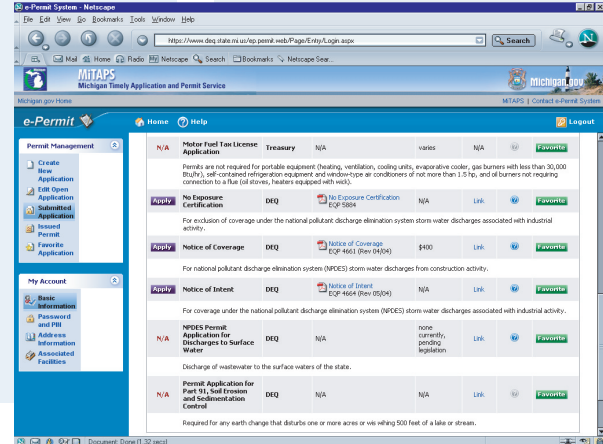 e-Permit System - Netscape
File Edit View Go Bookmarks Tools Window Help
https://www.deq.state.mi.us/ep.permit.web/Page/Entry/Login.aspx
Search
Mail Home Radio My Netscape Search Bookmarks Netscape Sear...
MiTAPS
Michigan Timely Application and Permit Service
Michigan.gov
Michigan.gov Home
MiTAPS | Contact e-Permit System
e-Permit
Home Help
Logout
Permit Management
Create
New
Application
Edit Open
Application
Submitted
Application
Issued
Permit
Favorite
Application
My Account
Basic
Information
Password
and PIN
Address
Information
Associated
Facilities
N/A Motor Fuel Tax License Application Treasury N/A varies N/A Favorite
Permits are not required for portable equipment (heating, ventilation, cooling units, evaporative cooler, gas burners with less than 30,000
Btu/hr), self-contained refrigeration equipment and window-type air conditioners of not more than 1.5 hp, and oil burners not requiring
connection to a flue (oil stoves, heaters equipped with wick).
Apply No Exposure Certification DEQ No Exposure Certification EQP 5884 N/A Link Favorite
For exclusion of coverage under the national pollutant discharge elimination system storm water discharges associated with industrial
activity.
Apply Notice of Coverage DEQ Notice of Coverage EQP 4661 (Rev 04/04) $400 Link Favorite
For national pollutant discharge elimination system (NPDES) storm water discharges from construction activity.
Apply Notice of Intent DEQ Notice of Intent EQP 4664 (Rev 05/04) N/A Link Favorite
For coverage under the national pollutant discharge elimination system (NPDES) storm water discharges associated with industrial activity.
N/A NPDES Permit Application for Discharges to Surface Water DEQ N/A none currently, pending legislation Link Favorite
Discharge of wastewater to the surface waters of the state.
N/A Permit Application for Part 91, Soil Erosion and Sedimentation Control DEQ N/A N/A Link Favorite
Required for any earth change that disturbs one or more acres or wis wihing 500 feet of a lake or stream.
Document: Done (1.32 secs)